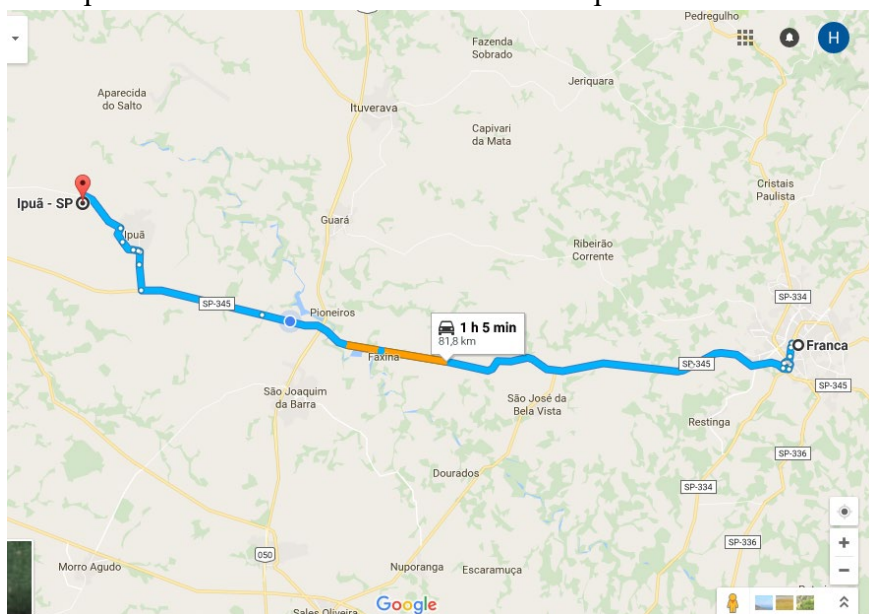 Pedregulho
H
Fazenda
Sobrado
Jeriquara
Aparecida
do Salto
Ituverava
Capivari
da Mata
Cristais
Paulista
Ipuã - SP
Ipuã
Guará
Ribeirão
Corrente
SP-345
Pioneiros
SP-334
1 h 5 min
81,8 km
Franca
Faxina
SP-345
SP-345
São Joaquim
da Barra
São José da
Bela Vista
Restinga
SP-336
Dourados
SP-334
050
SP-336
Morro Agudo
Nuporanga
Escaramuça
Sales Oliveira
Google